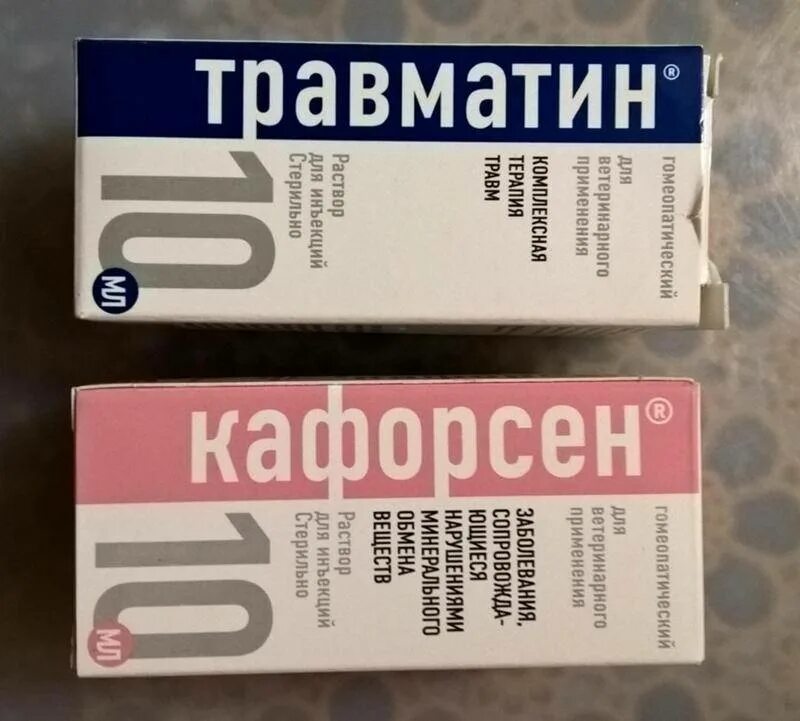 травматин®
гомеопатический
для
ветеринарного
применения
КОМПЛЕКСНАЯ
ТЕРАПИЯ
ТРАВМ
Раствор
для инъекций
Стерильно
10
МЛ
кафорсен®
гомеопатический
для
ветеринарного
применения
ЗАБОЛЕВАНИЯ,
СОПРОВОЖДА-
ЮЩИЕСЯ
НАРУШЕНИЯМИ
МИНЕРАЛЬНОГО
ОБМЕНА
ВЕЩЕСТВ
Раствор
для инъекций
Стерильно
10
МЛ